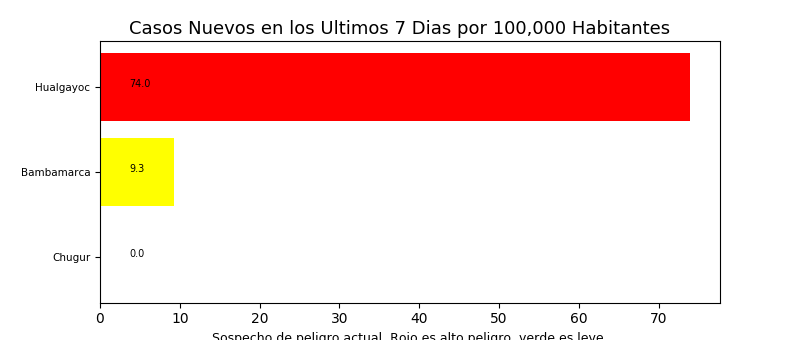 Casos Nuevos en los Ultimos 7 Dias por 100,000 Habitantes
Hualgayoc
74.0
Bambamarca
9.3
Chugur
0.0
0 10 20 30 40 50 60 70
Sospecho de peligro actual. Rojo es alto peligro, verde es leve